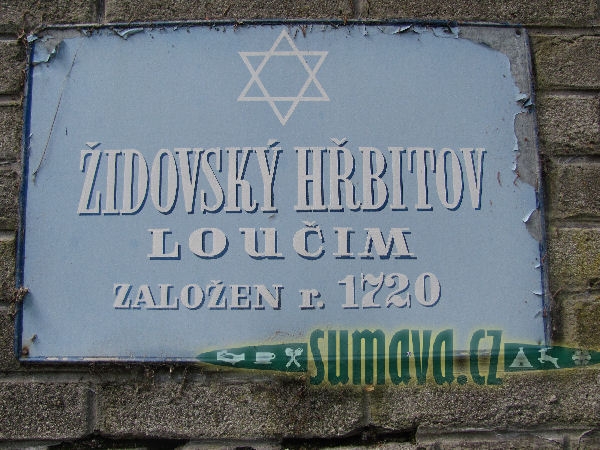 ŽIDOVSKÝ HŘBITOV
LOUČIM
ZALOŽEN r. 1720
sumava.cz